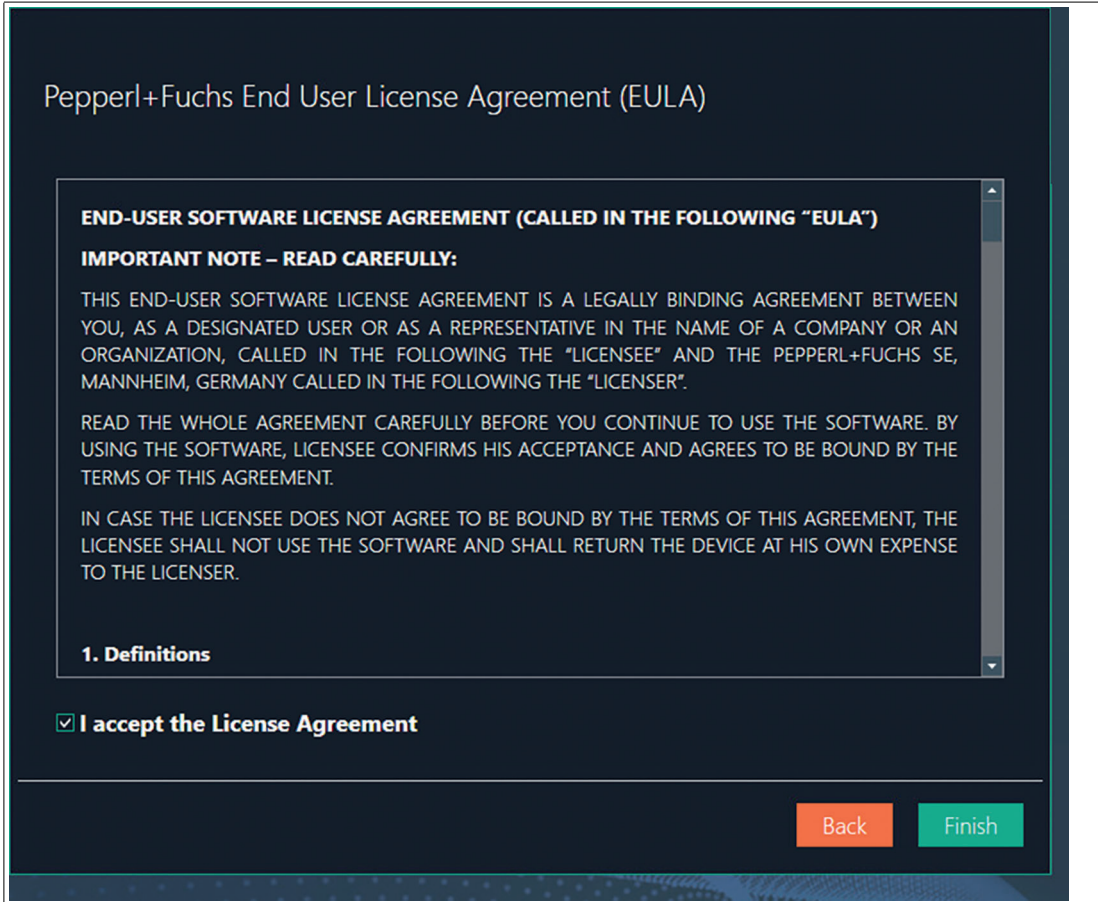 Pepperl+Fuchs End User License Agreement (EULA)
END-USER SOFTWARE LICENSE AGREEMENT (CALLED IN THE FOLLOWING “EULA”)
IMPORTANT NOTE – READ CAREFULLY:
THIS END-USER SOFTWARE LICENSE AGREEMENT IS A LEGALLY BINDING AGREEMENT BETWEEN
YOU, AS A DESIGNATED USER OR AS A REPRESENTATIVE IN THE NAME OF A COMPANY OR AN
ORGANIZATION, CALLED IN THE FOLLOWING THE “LICENSEE” AND THE PEPPERL+FUCHS SE,
MANNHEIM, GERMANY CALLED IN THE FOLLOWING THE “LICENSER”.
READ THE WHOLE AGREEMENT CAREFULLY BEFORE YOU CONTINUE TO USE THE SOFTWARE. BY
USING THE SOFTWARE, LICENSEE CONFIRMS HIS ACCEPTANCE AND AGREES TO BE BOUND BY THE
TERMS OF THIS AGREEMENT.
IN CASE THE LICENSEE DOES NOT AGREE TO BE BOUND BY THE TERMS OF THIS AGREEMENT, THE
LICENSEE SHALL NOT USE THE SOFTWARE AND SHALL RETURN THE DEVICE AT HIS OWN EXPENSE
TO THE LICENSER.
1. Definitions
I accept the License Agreement
Back Finish